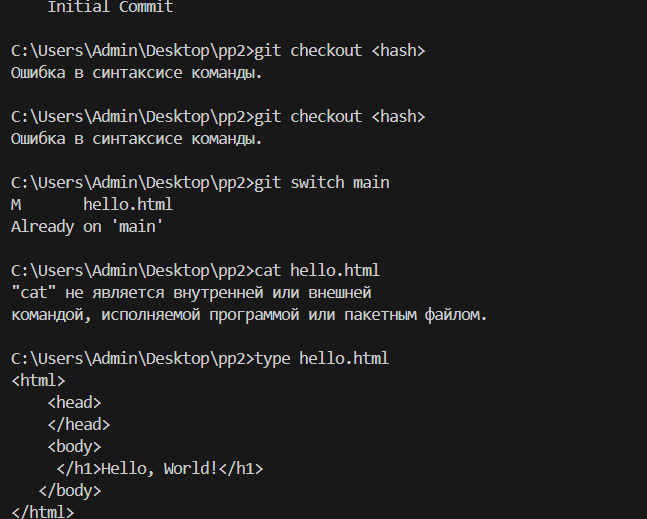 Initial Commit
C:\Users\Admin\Desktop\pp2>git checkout <hash>
Ошибка в синтаксисе команды.
C:\Users\Admin\Desktop\pp2>git checkout <hash>
Ошибка в синтаксисе команды.
C:\Users\Admin\Desktop\pp2>git switch main
M       hello.html
Already on 'main'
C:\Users\Admin\Desktop\pp2>cat hello.html
"cat" не является внутренней или внешней
командой, исполняемой программой или пакетным файлом.
C:\Users\Admin\Desktop\pp2>type hello.html
<html>
    <head>
    </head>
    <body>
     </h1>Hello, World!</h1>
   </body>
</html>